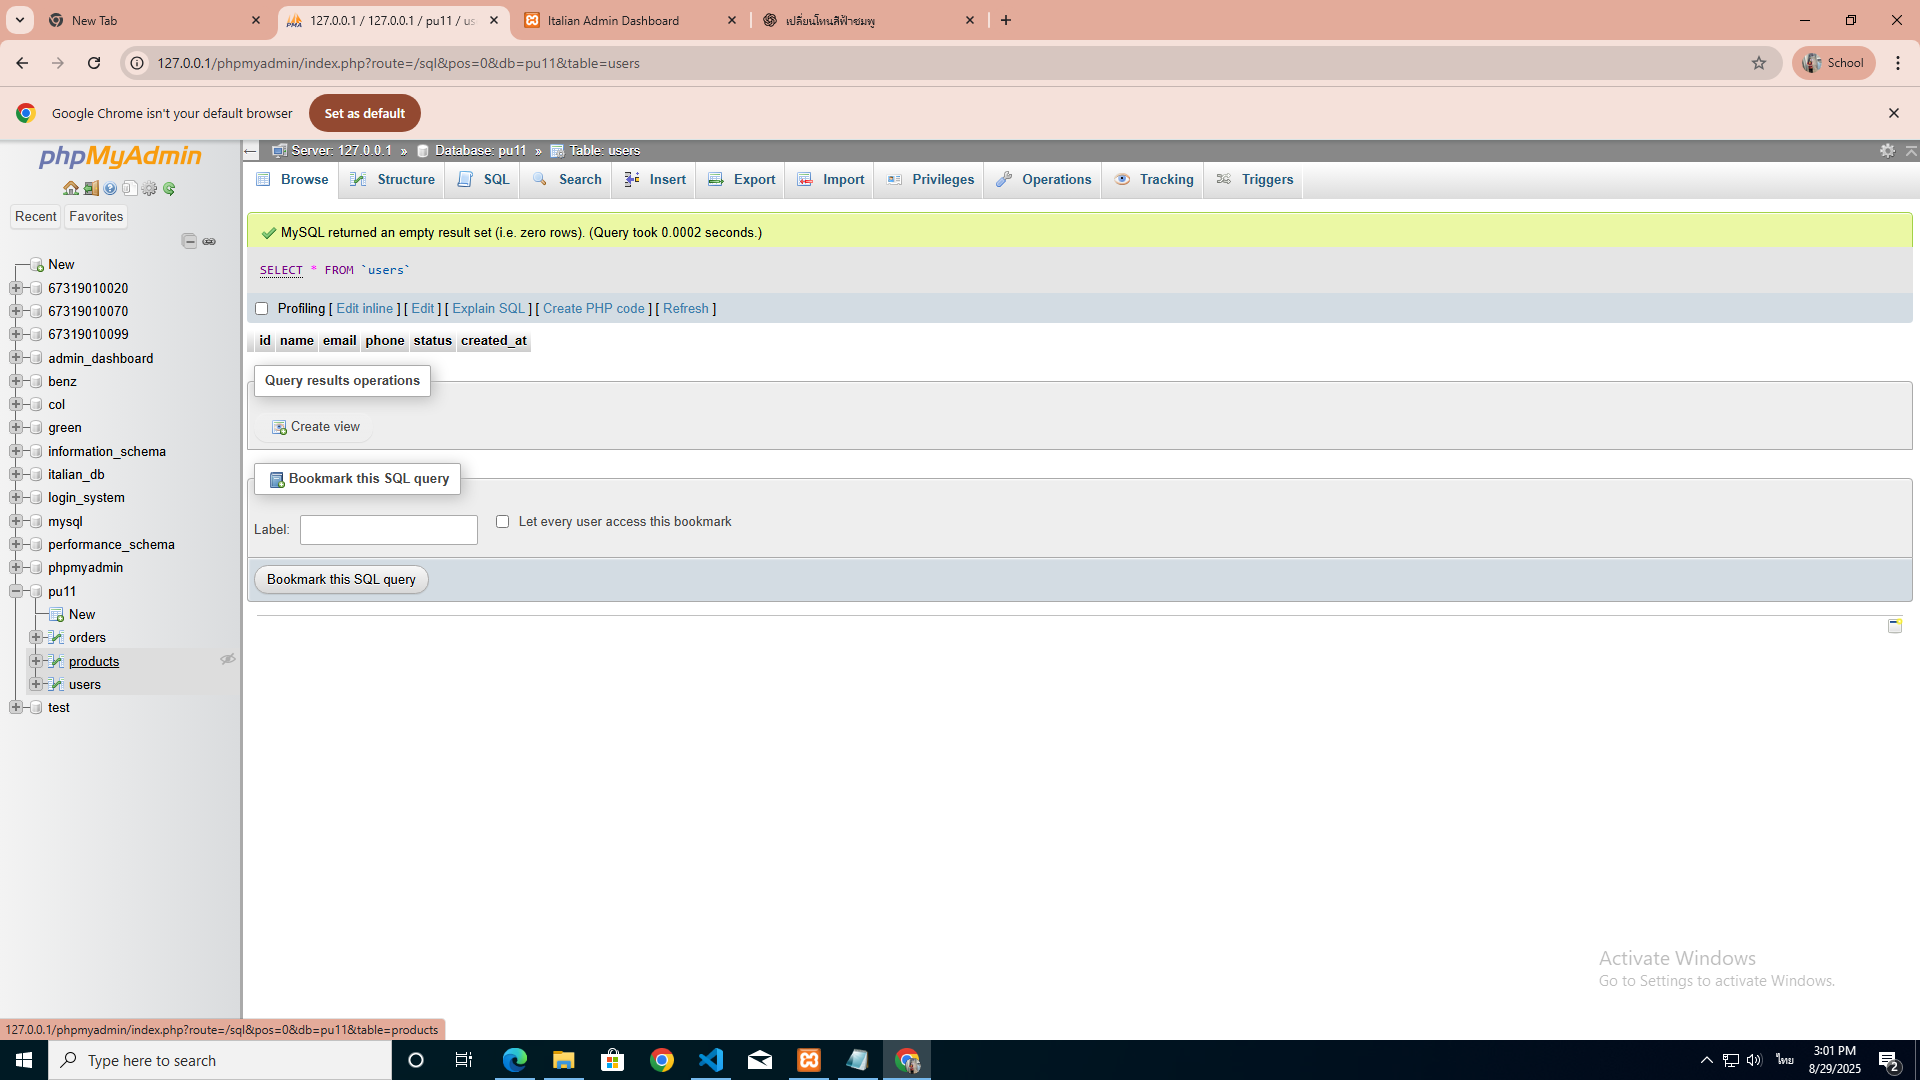 New Tab
127.0.0.1 / 127.0.0.1 / pu11 / us
Italian Admin Dashboard
เปลี่ยนโทนสีฟ้าชมพู
127.0.0.1/phpmyadmin/index.php?route=/sql&pos=0&db=pu11&table=users
School
Google Chrome isn't your default browser
Set as default
phpMyAdmin
Recent
Favorites
New
67319010020
67319010070
67319010099
admin_dashboard
benz
col
green
information_schema
italian_db
login_system
mysql
performance_schema
phpmyadmin
pu11
New
orders
products
users
test
Server: 127.0.0.1 » Database: pu11 » Table: users
Browse
Structure
SQL
Search
Insert
Export
Import
Privileges
Operations
Tracking
Triggers
MySQL returned an empty result set (i.e. zero rows). (Query took 0.0002 seconds.)
SELECT * FROM `users`
Profiling [ Edit inline ] [ Edit ] [ Explain SQL ] [ Create PHP code ] [ Refresh ]
id name email phone status created_at
Query results operations
Create view
Bookmark this SQL query
Label:
Let every user access this bookmark
Bookmark this SQL query
Activate Windows
Go to Settings to activate Windows.
127.0.0.1/phpmyadmin/index.php?route=/sql&pos=0&db=pu11&table=products
Type here to search
ไทย
3:01 PM
8/29/2025
2